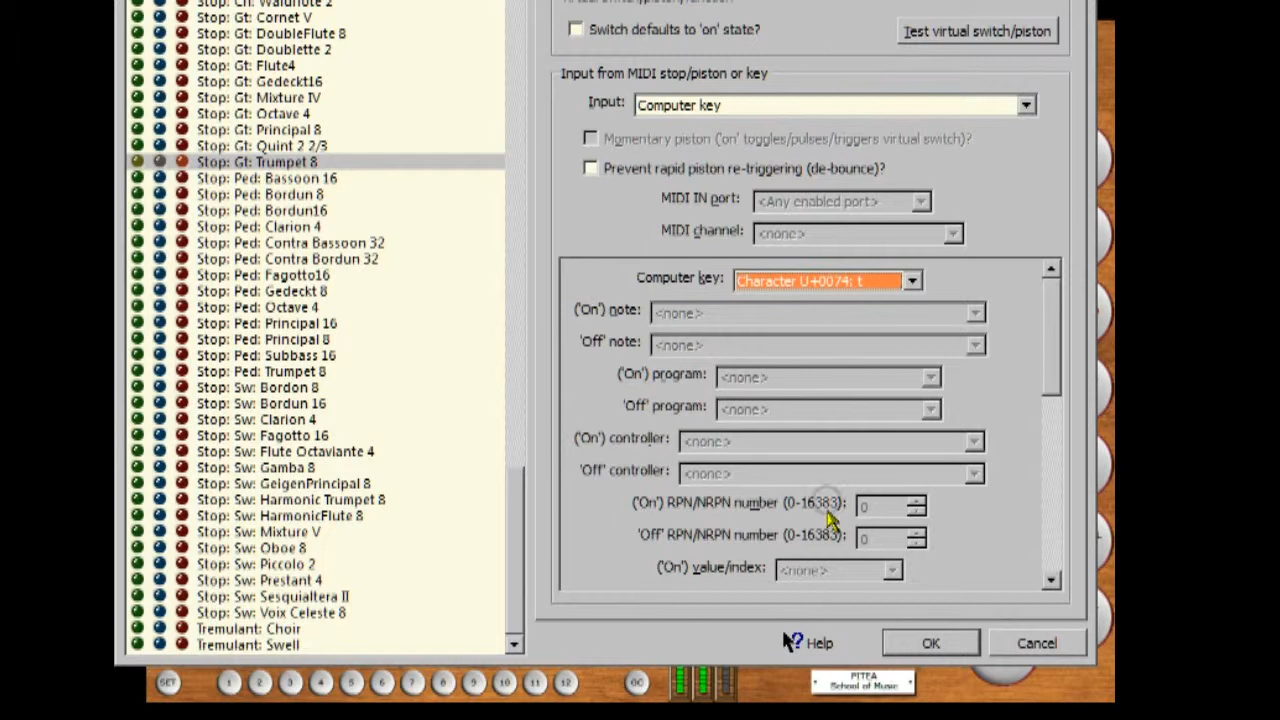 Stop: Ch: Waldflöte 2
Stop: Gt: Cornet V
Stop: Gt: DoubleFlute 8
Stop: Gt: Doublette 2
Stop: Gt: Flute4
Stop: Gt: Gedeckt16
Stop: Gt: Mixture IV
Stop: Gt: Octave 4
Stop: Gt: Principal 8
Stop: Gt: Quint 2 2/3
Stop: Gt: Trumpet 8
Stop: Ped: Bassoon 16
Stop: Ped: Bordun 8
Stop: Ped: Bordun16
Stop: Ped: Clarion 4
Stop: Ped: Contra Bassoon 32
Stop: Ped: Contra Bordun 32
Stop: Ped: Fagotto16
Stop: Ped: Gedeckt 8
Stop: Ped: Octave 4
Stop: Ped: Principal 16
Stop: Ped: Principal 8
Stop: Ped: Subbass 16
Stop: Ped: Trumpet 8
Stop: Sw: Bordon 8
Stop: Sw: Bordun 16
Stop: Sw: Clarion 4
Stop: Sw: Fagotto 16
Stop: Sw: Flute Octaviante 4
Stop: Sw: Gamba 8
Stop: Sw: GeigenPrincipal 8
Stop: Sw: Harmonic Trumpet 8
Stop: Sw: HarmonicFlute 8
Stop: Sw: Mixture V
Stop: Sw: Oboe 8
Stop: Sw: Piccolo 2
Stop: Sw: Prestant 4
Stop: Sw: Sesquialtera II
Stop: Sw: Voix Celeste 8
Tremulant: Choir
Tremulant: Swell
Switch defaults to 'on' state?
Test virtual switch/piston
Input from MIDI stop/piston or key
Input: Computer key
Momentary piston ('on' toggles/pulses/triggers virtual switch)?
Prevent rapid piston re-triggering (de-bounce)?
MIDI IN port: <Any enabled port>
MIDI channel: <none>
Computer key: Character U+0074: t
('On') note: <none>
'Off' note: <none>
('On') program: <none>
'Off' program: <none>
('On') controller: <none>
'Off' controller: <none>
('On') RPN/NRPN number (0-16383): 0
'Off' RPN/NRPN number (0-16383): 0
('On') value/index: <none>
Help
OK
Cancel
SET 1 2 3 4 5 6 7 8 9 10 11 12 GC
PITEA
School of Music